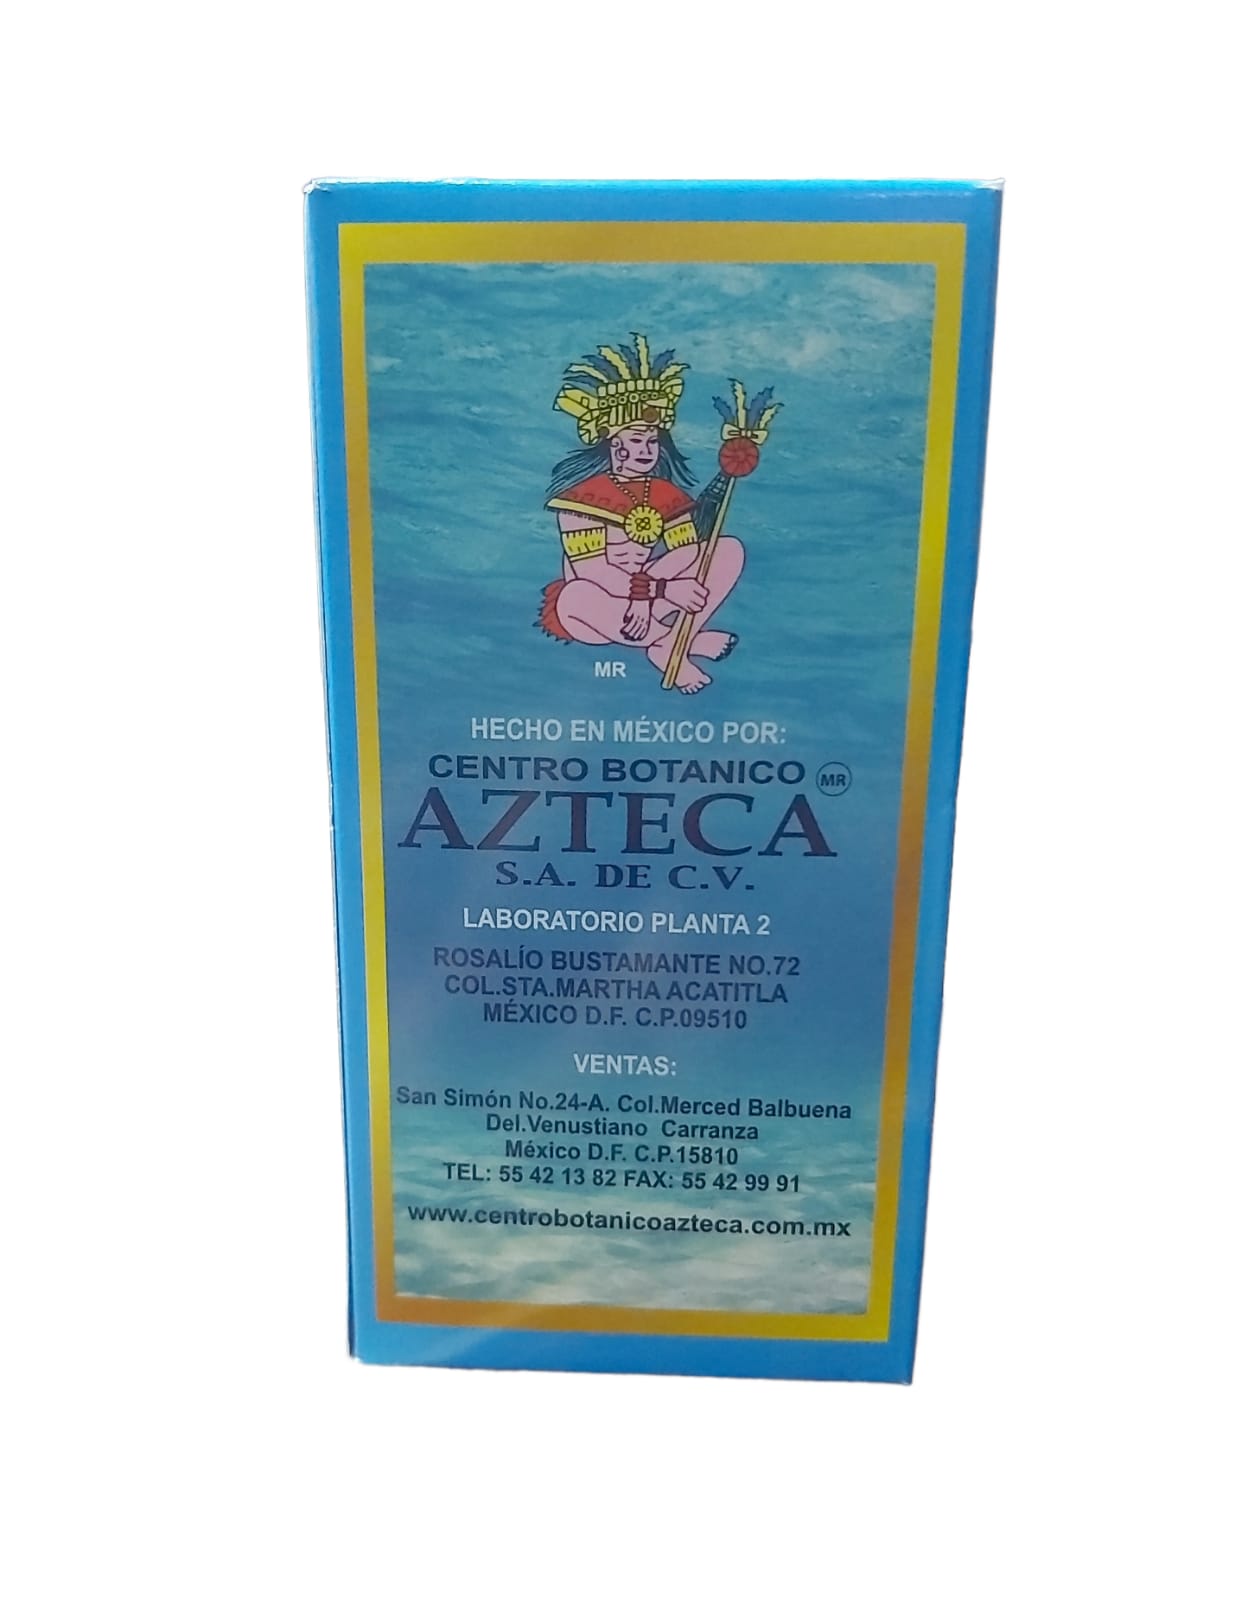 MR
HECHO EN MÉXICO POR:
CENTRO BOTANICO MR
AZTECA
S.A. DE C.V.
LABORATORIO PLANTA 2
ROSALÍO BUSTAMANTE NO.72
COL.STA.MARTHA ACATITLA
MÉXICO D.F. C.P.09510
VENTAS:
San Simón No.24-A. Col.Merced Balbuena
Del.Venustiano Carranza
México D.F. C.P.15810
TEL: 55 42 13 82 FAX: 55 42 99 91
www.centrobotanicoazteca.com.mx